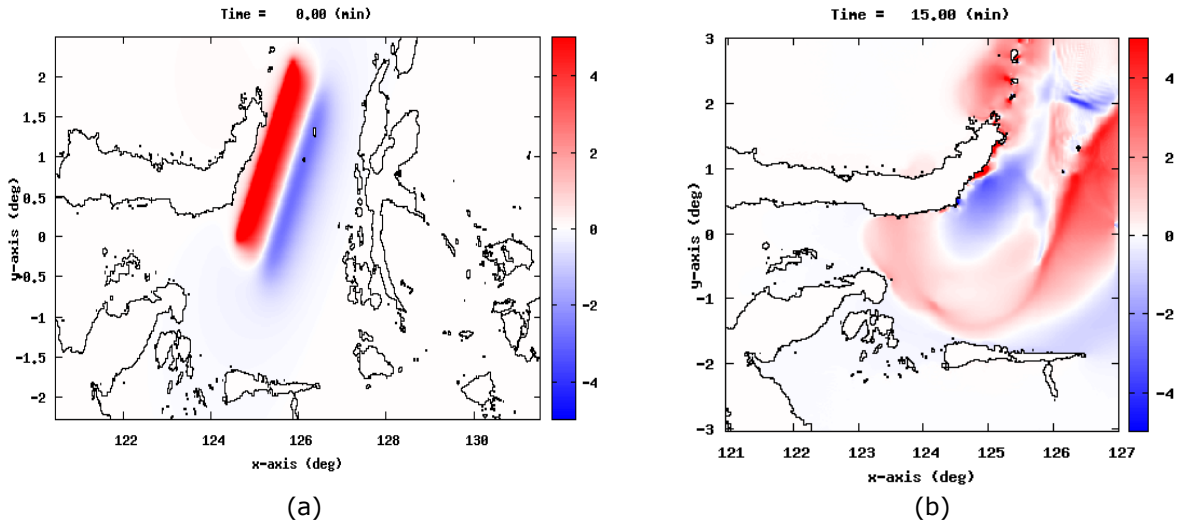 Time = 0.00 (min)
2
1.5
1
0.5
0
-0.5
-1
-1.5
-2
y-axis (deg)
122 124 126 128 130
x-axis (deg)
4
2
0
-2
-4
(a)
Time = 15.00 (min)
3
2
1
0
-1
-2
-3
y-axis (deg)
121 122 123 124 125 126 127
x-axis (deg)
4
2
0
-2
-4
(b)